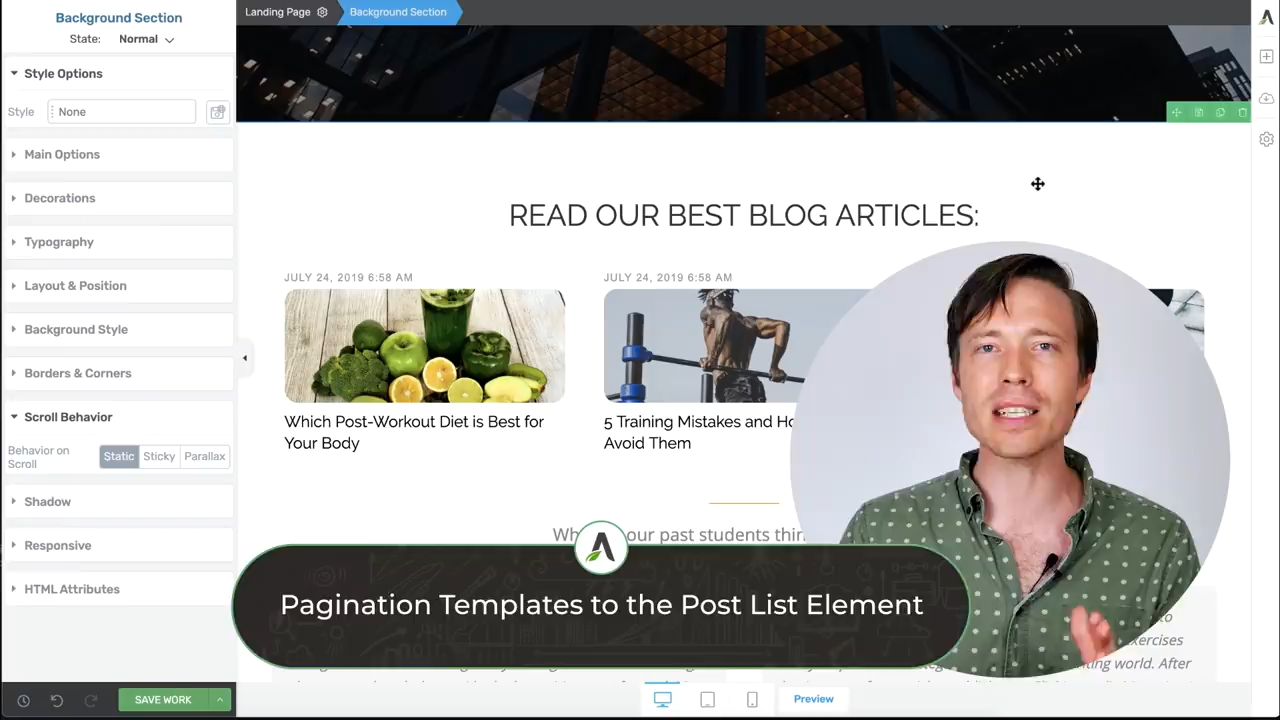 Background Section
State: Normal
Style Options
Style None
Main Options
Decorations
Typography
Layout & Position
Background Style
Borders & Corners
Scroll Behavior
Behavior on Scroll Static Sticky Parallax
Shadow
Responsive
HTML Attributes
SAVE WORK
Landing Page Background Section
READ OUR BEST BLOG ARTICLES:
JULY 24, 2019 6:58 AM
Which Post-Workout Diet is Best for
Your Body
JULY 24, 2019 6:58 AM
5 Training Mistakes and
Avoid Them
our past students
Pagination Templates to the Post List Element
to
exercises
world. After
Preview